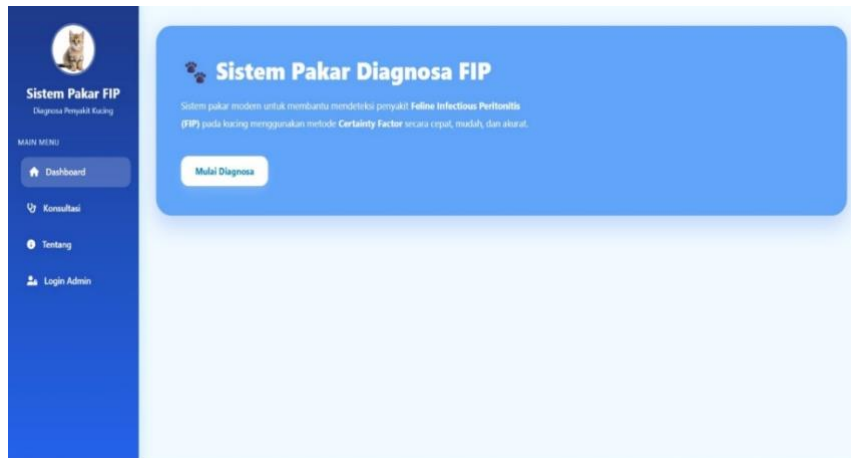 Sistem Pakar FIP
Diagnosa Penyakit Kucing
MAIN MENU
Dashboard
Konsultasi
Tentang
Login Admin
Sistem Pakar Diagnosa FIP
Sistem pakar modern untuk membantu mendeteksi penyakit Feline Infectious Peritonitis
(FIP) pada kucing menggunakan metode Certainty Factor secara cepat, mudah, dan akurat.
Mulai Diagnosa